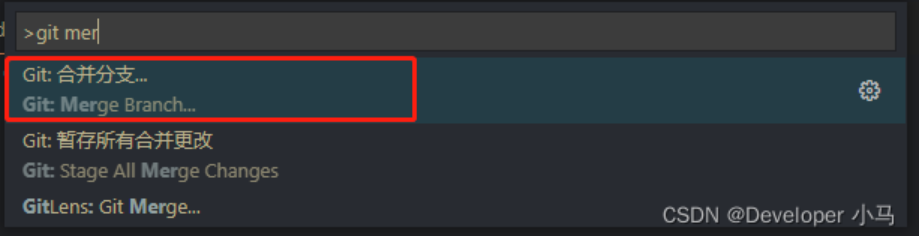 >git mer
Git: 合并分支...
Git: Merge Branch...
Git: 暂存所有合并更改
Git: Stage All Merge Changes
GitLens: Git Merge...
CSDN @Developer 小马